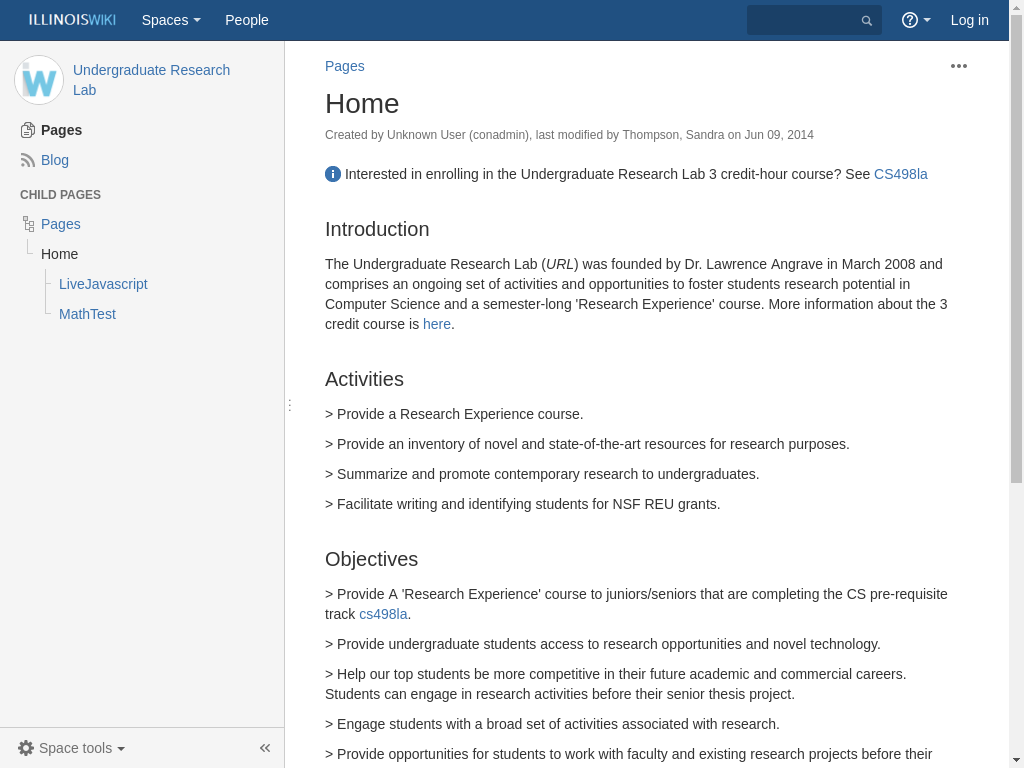 ILLINOISWIKI Spaces People Log in
Undergraduate Research
Lab
Pages
Blog
CHILD PAGES
Pages
Home
LiveJavascript
MathTest
Space tools
Pages
Home
Created by Unknown User (conadmin), last modified by Thompson, Sandra on Jun 09, 2014
Interested in enrolling in the Undergraduate Research Lab 3 credit-hour course? See CS498la
Introduction
The Undergraduate Research Lab (URL) was founded by Dr. Lawrence Angrave in March 2008 and
comprises an ongoing set of activities and opportunities to foster students research potential in
Computer Science and a semester-long 'Research Experience' course. More information about the 3
credit course is here.
Activities
> Provide a Research Experience course.
> Provide an inventory of novel and state-of-the-art resources for research purposes.
> Summarize and promote contemporary research to undergraduates.
> Facilitate writing and identifying students for NSF REU grants.
Objectives
> Provide A 'Research Experience' course to juniors/seniors that are completing the CS pre-requisite
track cs498la.
> Provide undergraduate students access to research opportunities and novel technology.
> Help our top students be more competitive in their future academic and commercial careers.
Students can engage in research activities before their senior thesis project.
> Engage students with a broad set of activities associated with research.
> Provide opportunities for students to work with faculty and existing research projects before their